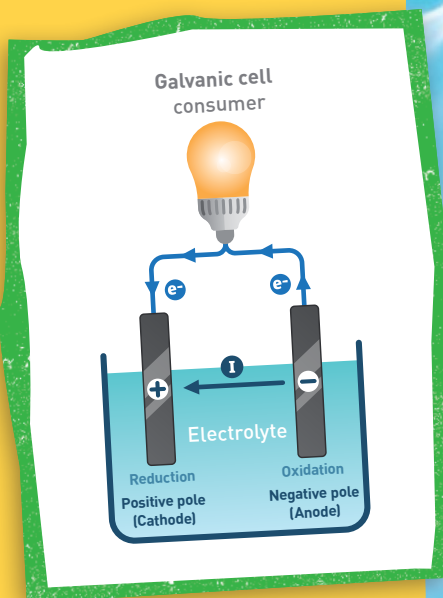 Galvanic cell
consumer
e-
e-
I
+
−
Electrolyte
Reduction
Oxidation
Positive pole
(Cathode)
Negative pole
(Anode)